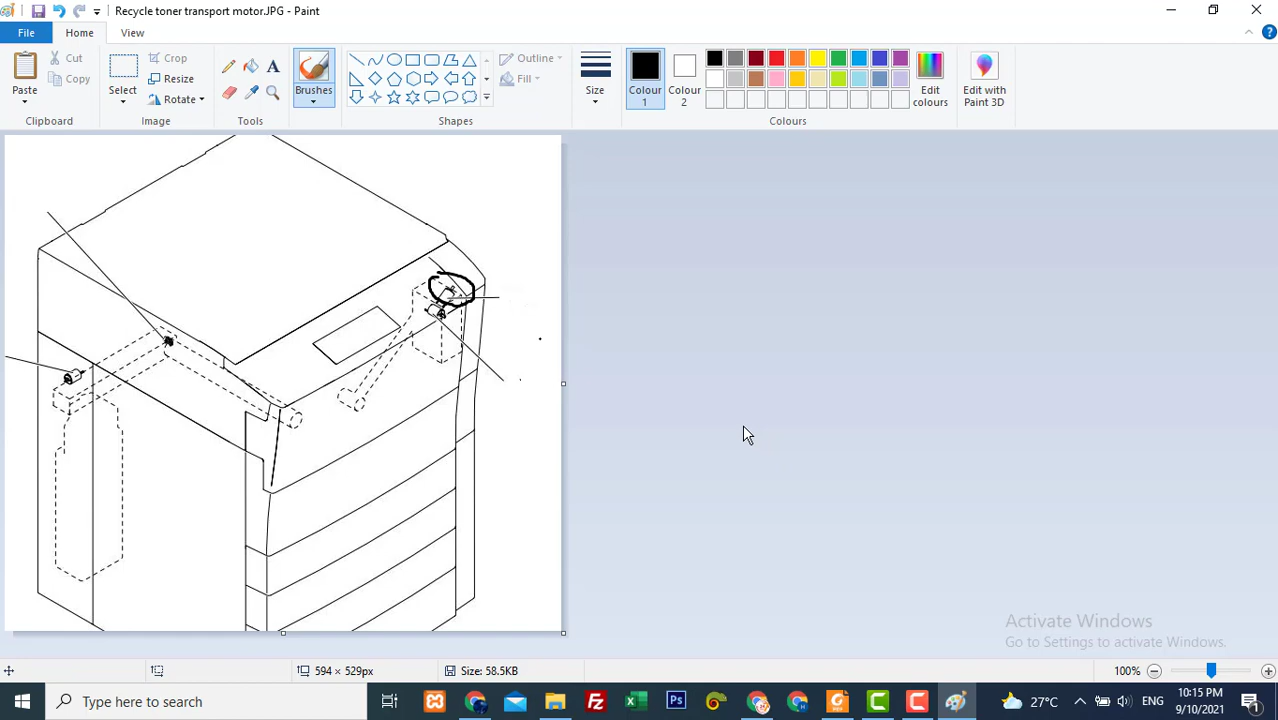 Recycle toner transport motor.JPG - Paint
File
Home
View
Paste
Cut
Copy
Clipboard
Select
Crop
Resize
Rotate
Image
A
Tools
Brushes
Shapes
Outline
Fill
Size
Colour 1
Colour 2
Edit colours
Colours
Edit with Paint 3D
Activate Windows
Go to Settings to activate Windows.
594 × 529px
Size: 58.5KB
100%
Type here to search
Ps
27°C
ENG
10:15 PM
9/10/2021